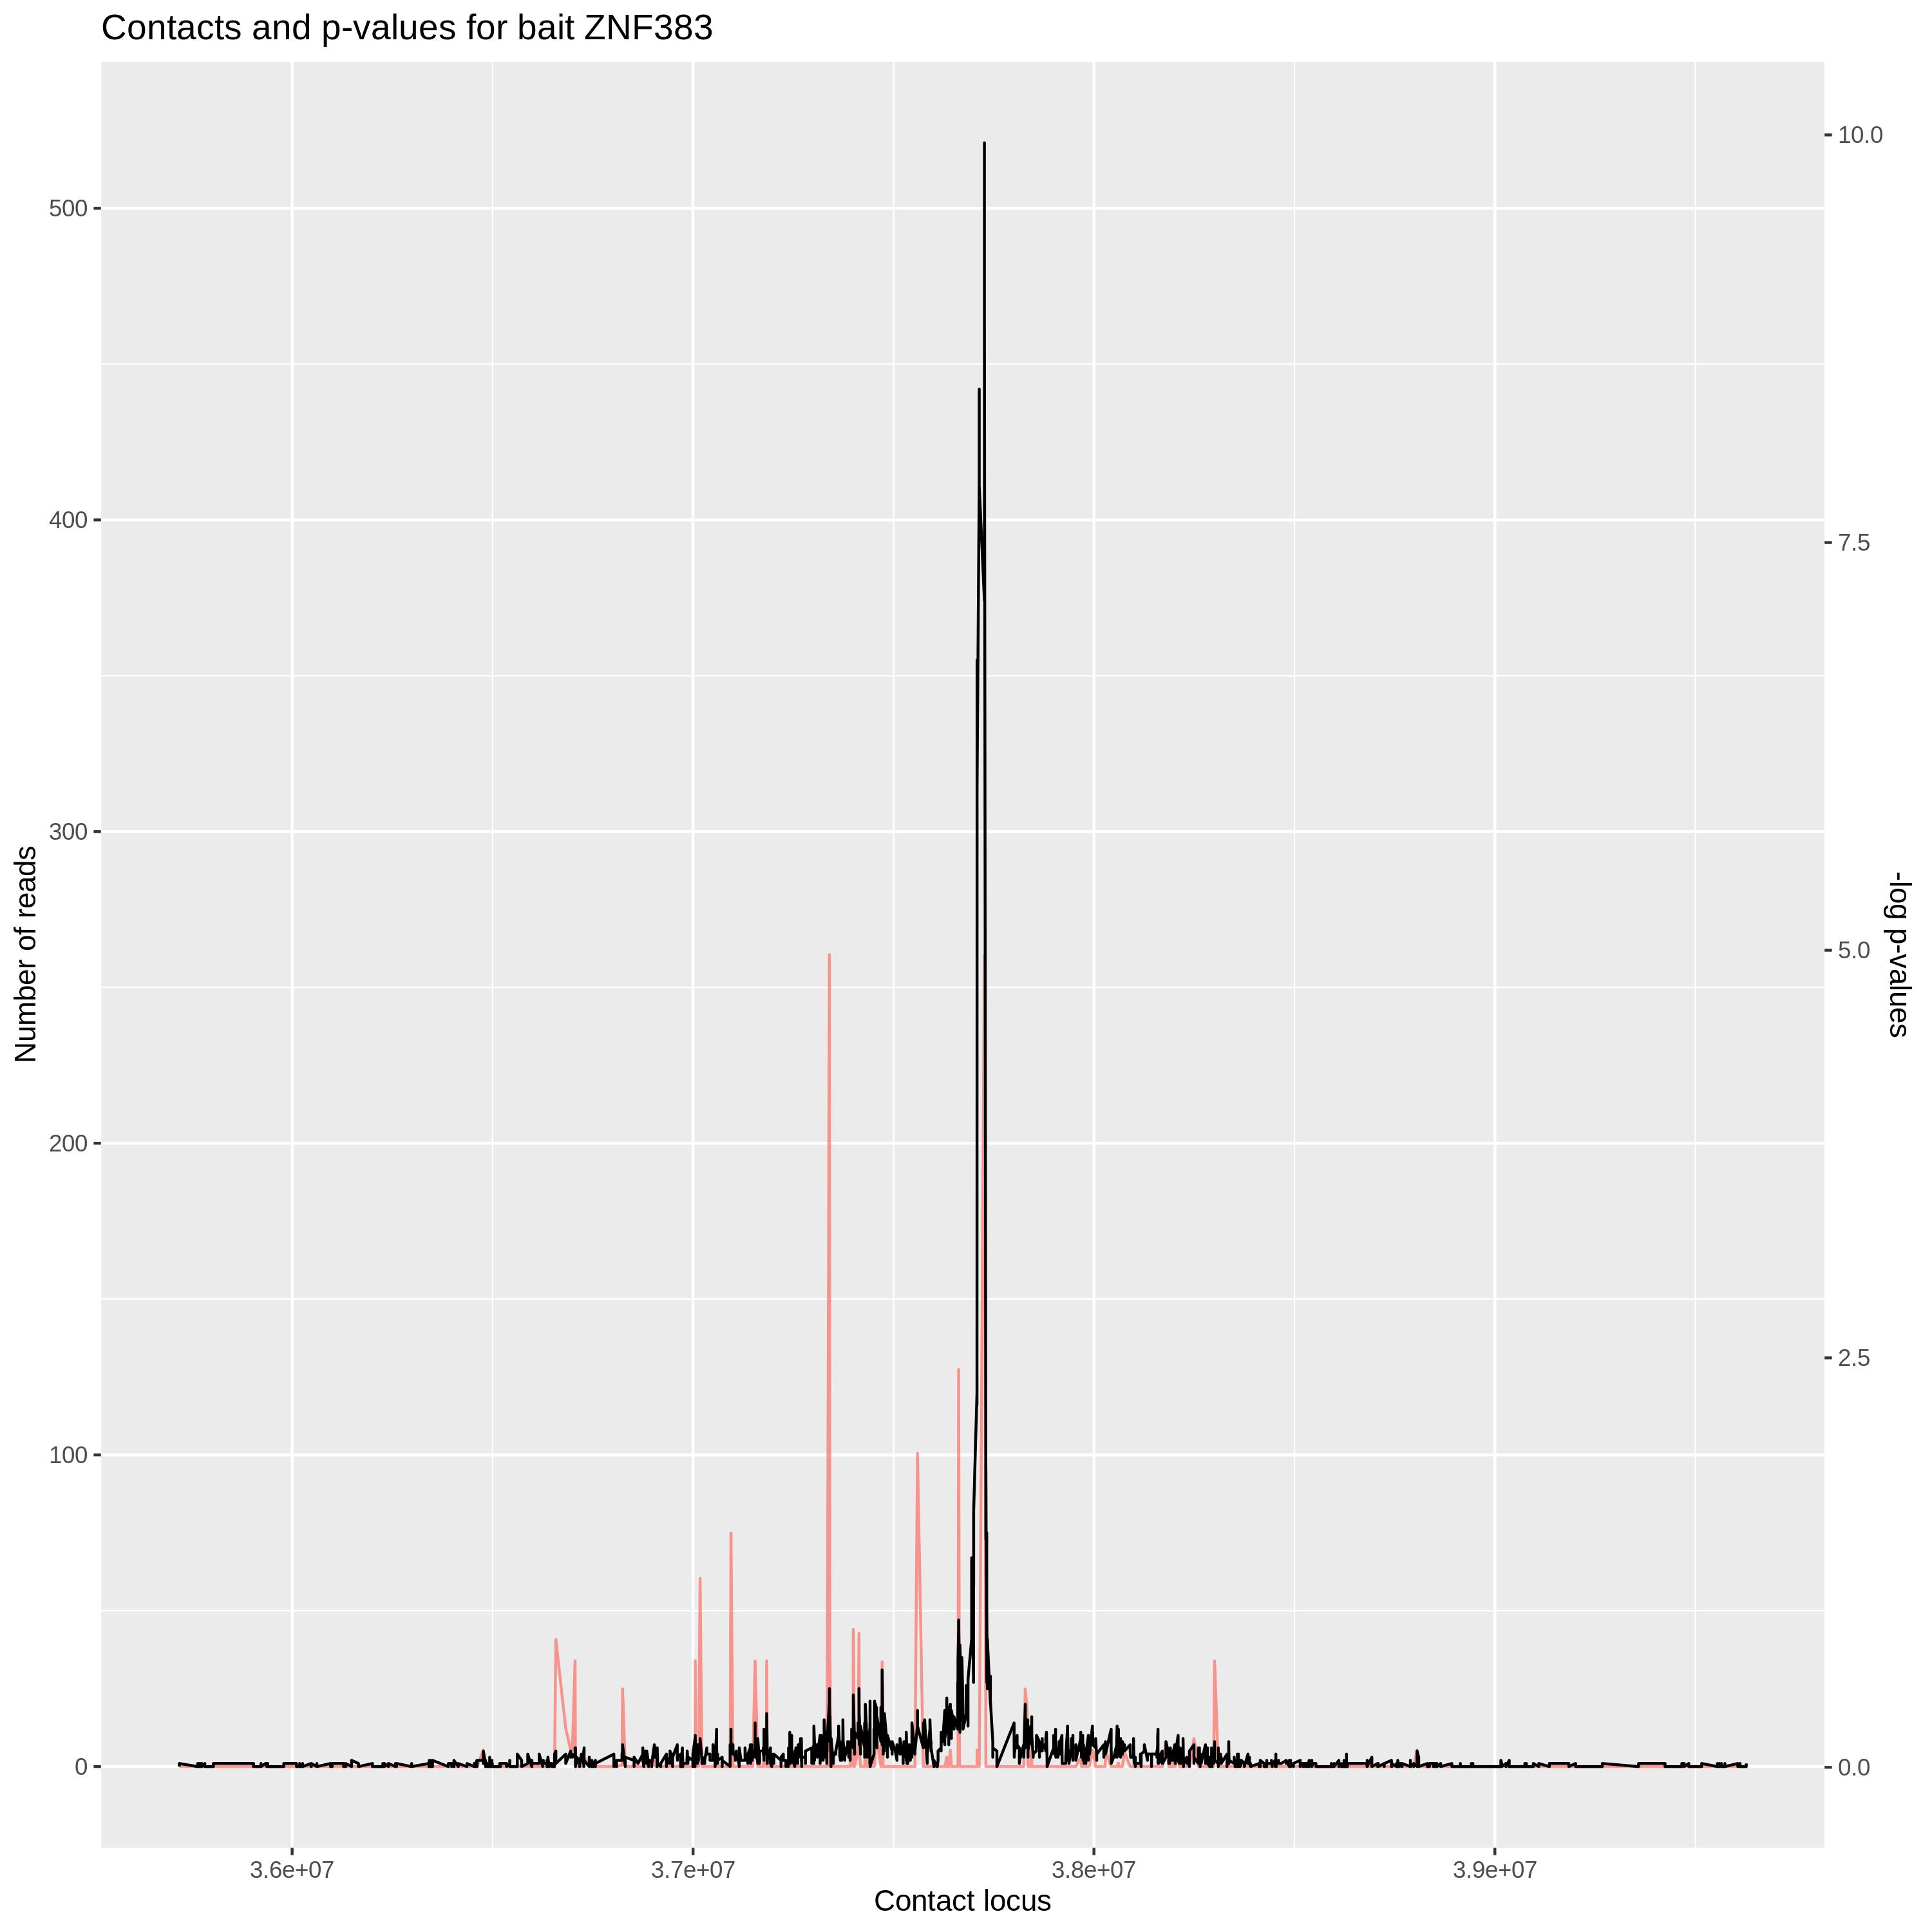 Contacts and p-values for bait ZNF383
10.0
500
400
7.5
300
Number of reads
-log p-values
5.0
200
2.5
100
0
0.0
3.6e+07
3.7e+07
3.8e+07
3.9e+07
Contact locus